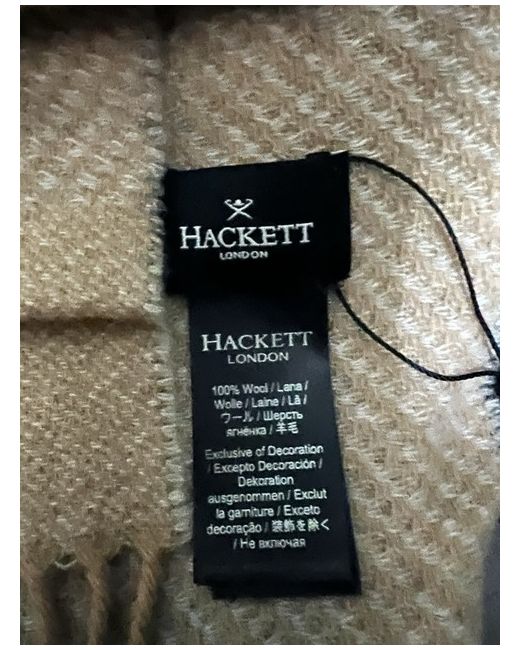 HACKETT
LONDON
HACKETT
LONDON
100% Wool / Lana /
Wolle / Laine / Lã /
ウール / Шерсть
ягнёнка / 羊毛
Exclusive of Decoration
/ Excepto Decoración /
Dekoration
ausgenommen / Exclut
la garniture / Exceto
decoração / 装飾を除く
/ Не включая